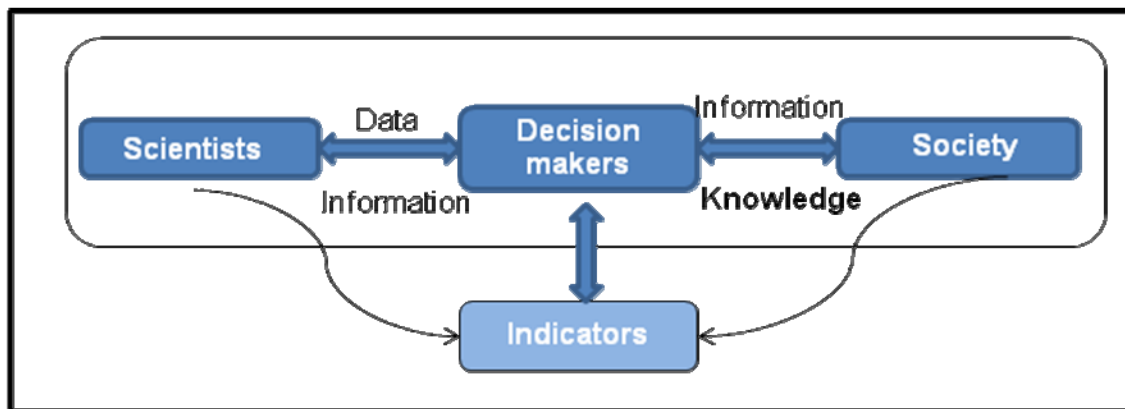 Data
Information
Scientists
Decision
makers
Society
Information
Knowledge
Indicators